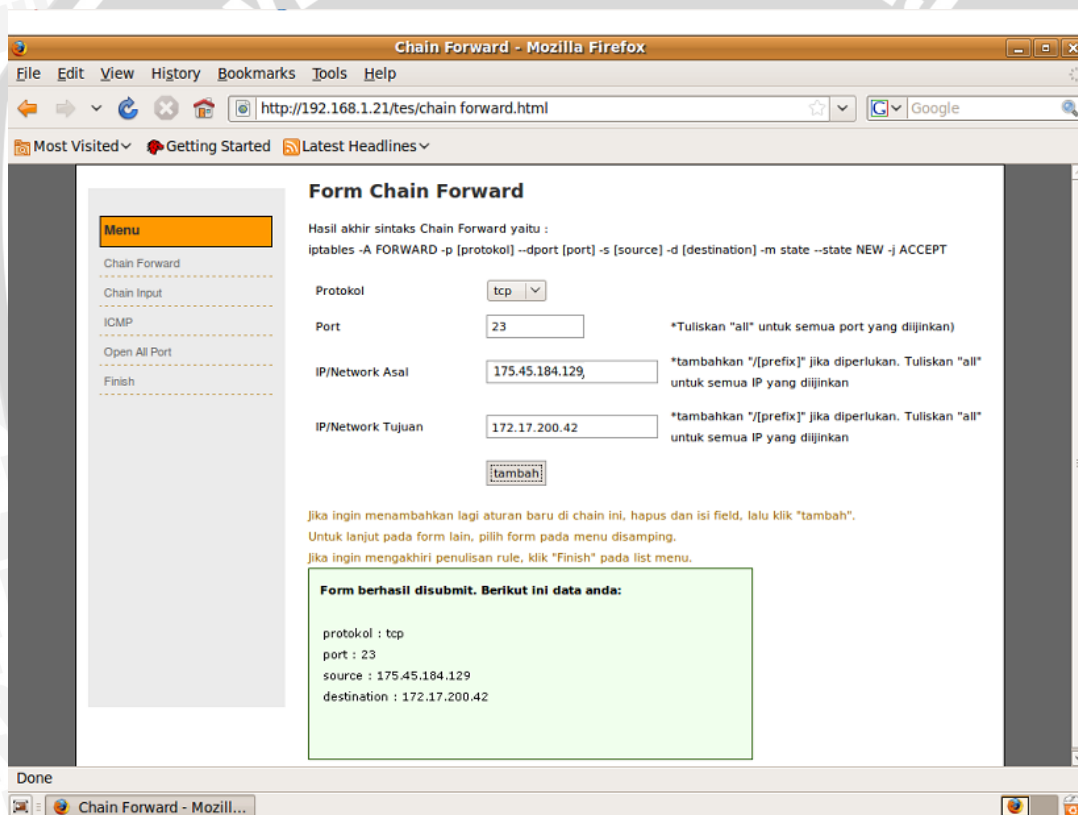 Chain Forward - Mozilla Firefox
File Edit View History Bookmarks Tools Help
http://192.168.1.21/tes/chain forward.html
G Google
Most Visited Getting Started Latest Headlines
Menu
Chain Forward
Chain Input
ICMP
Open All Port
Finish
Form Chain Forward
Hasil akhir sintaks Chain Forward yaitu :
iptables -A FORWARD -p [protokol] --dport [port] -s [source] -d [destination] -m state --state NEW -j ACCEPT
Protokol tcp
Port 23 *Tuliskan "all" untuk semua port yang diijinkan)
IP/Network Asal 175.45.184.129, *tambahkan "/[prefix]" jika diperlukan. Tuliskan "all"
untuk semua IP yang diijinkan
IP/Network Tujuan 172.17.200.42 *tambahkan "/[prefix]" jika diperlukan. Tuliskan "all"
untuk semua IP yang diijinkan
tambah
Jika ingin menambahkan lagi aturan baru di chain ini, hapus dan isi field, lalu klik "tambah".
Untuk lanjut pada form lain, pilih form pada menu disamping.
Jika ingin mengakhiri penulisan rule, klik "Finish" pada list menu.
Form berhasil disubmit. Berikut ini data anda:
protokol : tcp
port : 23
source : 175.45.184.129
destination : 172.17.200.42
Done
Chain Forward - Mozill...